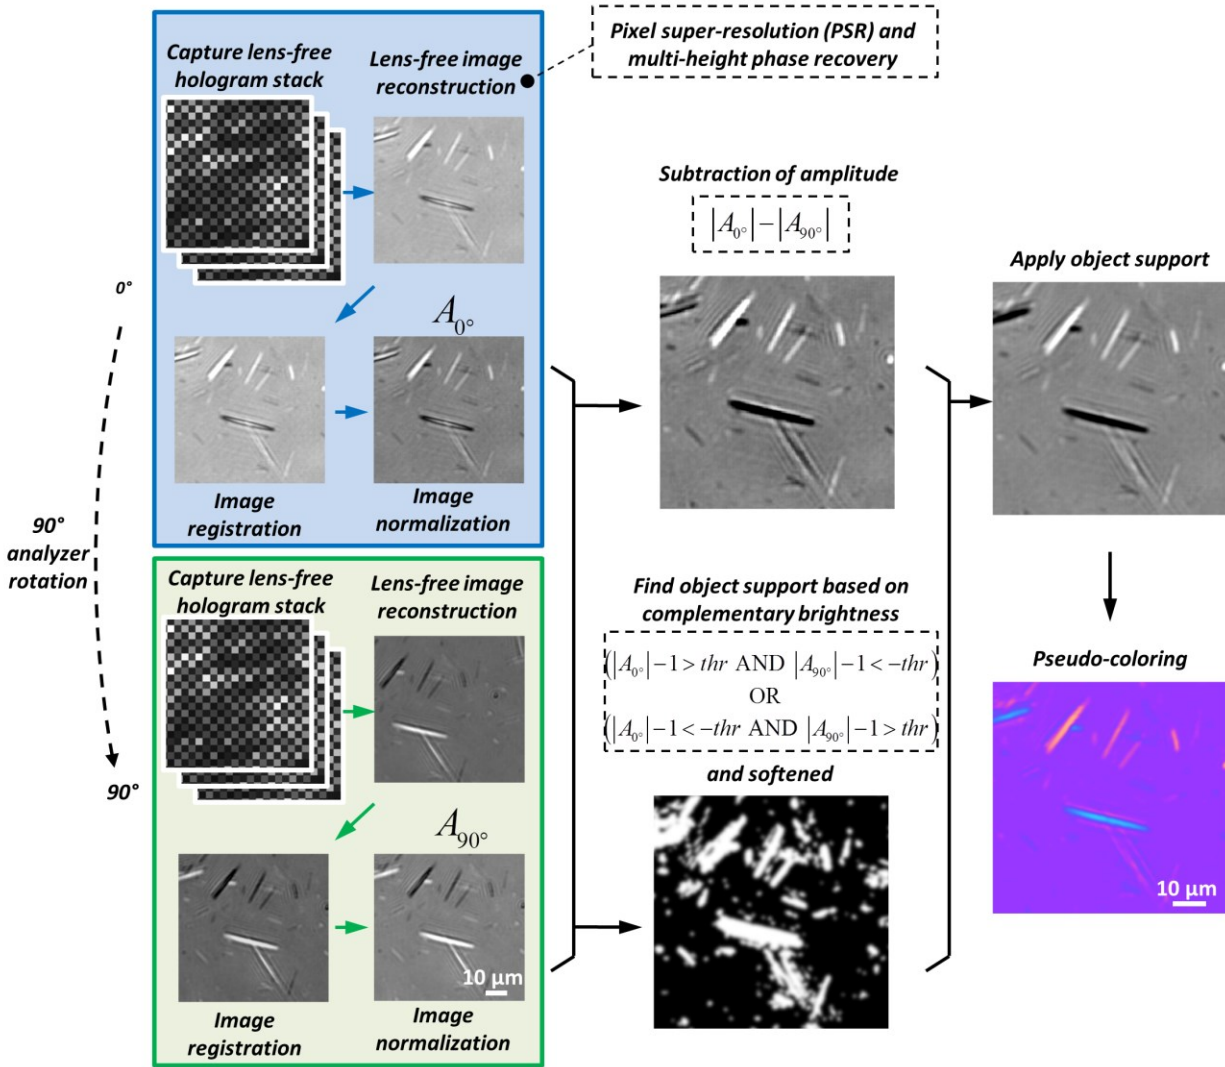 Pixel super-resolution (PSR) and
multi-height phase recovery
Capture lens-free
hologram stack
Lens-free image
reconstruction
0°
90°
analyzer
rotation
90°
A0°
Image
registration
Image
normalization
Capture lens-free
hologram stack
Lens-free image
reconstruction
A90°
10 μm
Image
registration
Image
normalization
Subtraction of amplitude
|A0°|−|A90°|
Find object support based on
complementary brightness
(|A0°|−1>thr AND |A90°|−1<−thr)
OR
(|A0°|−1<−thr AND |A90°|−1>thr)
and softened
Apply object support
Pseudo-coloring
10 μm